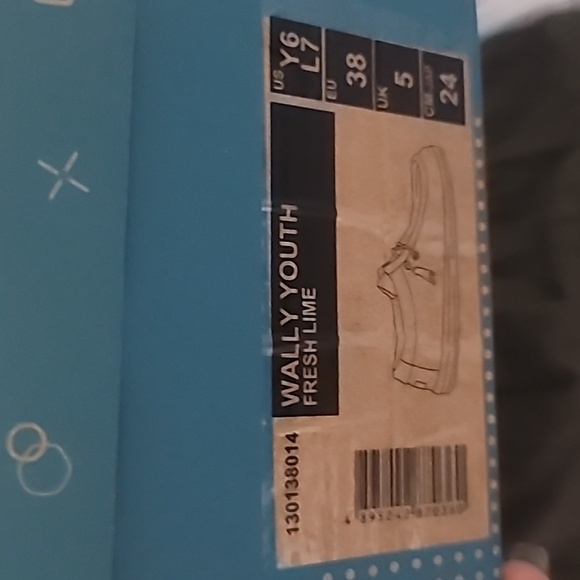 US Y6
L7
EU 38
UK 5
24
WALLY YOUTH
FRESH LIME
130138014